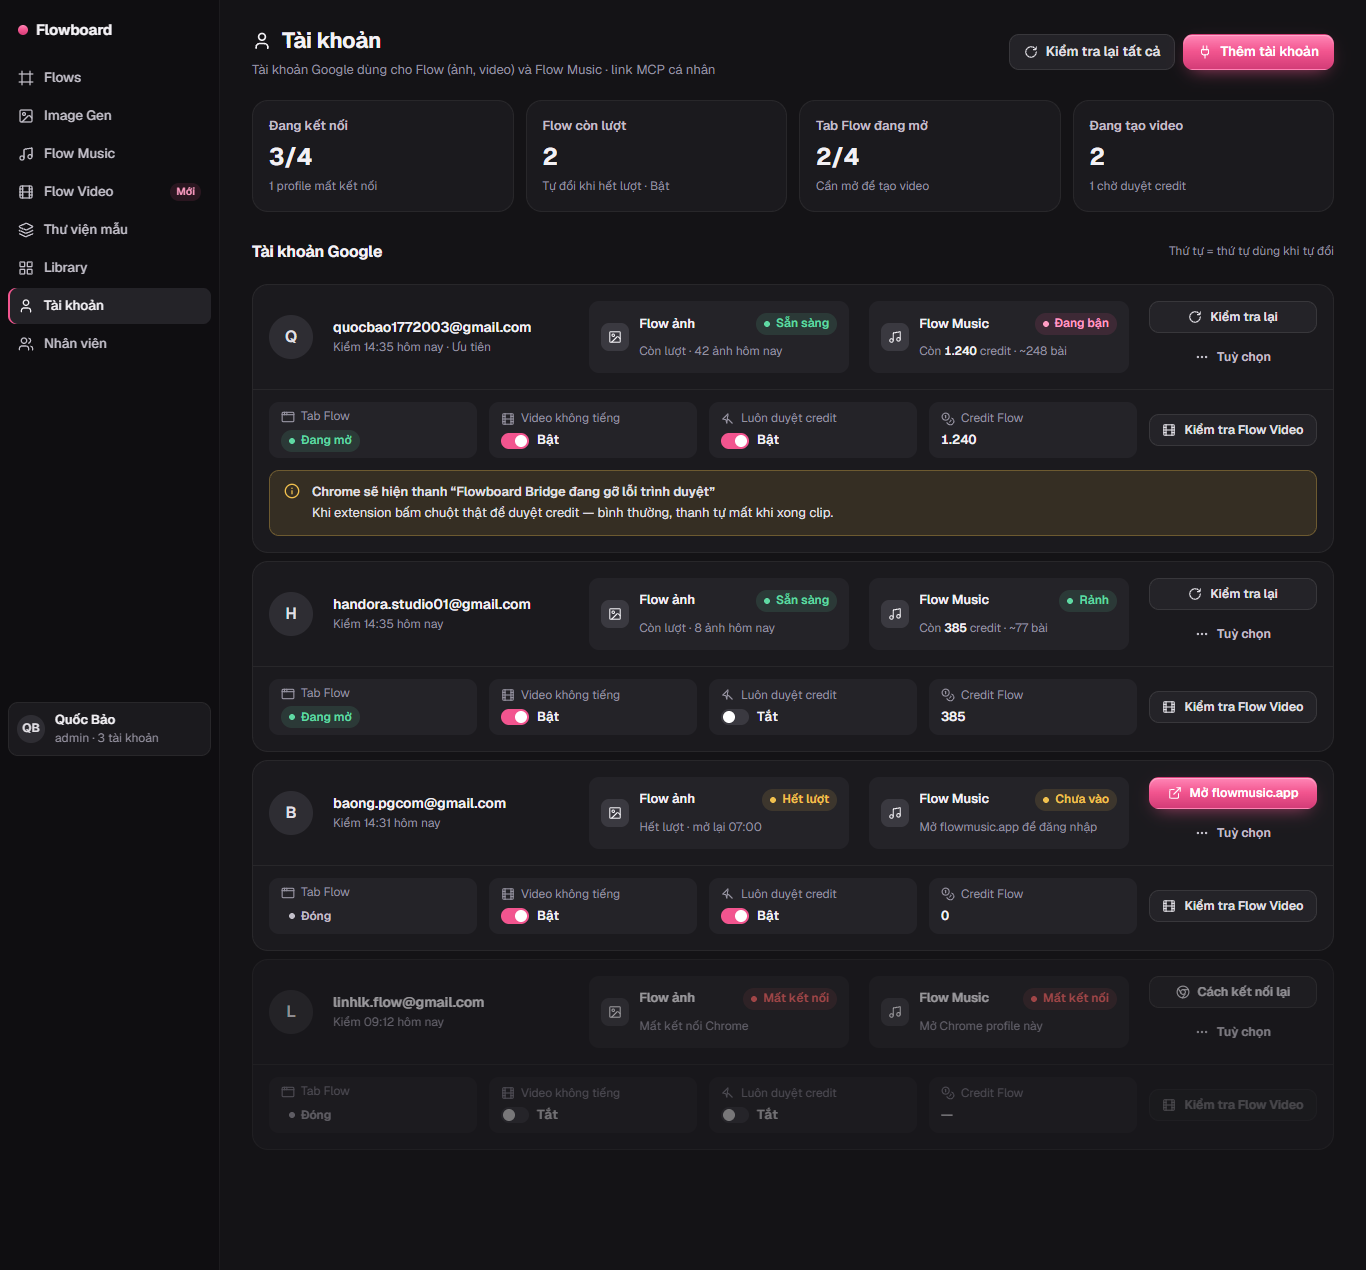 Flowboard
Flows
Image Gen
Flow Music
Flow Video
Mới
Thư viện mẫu
Library
Tài khoản
Nhân viên
QB
Quốc Bảo
admin · 3 tài khoản
Tài khoản
Tài khoản Google dùng cho Flow (ảnh, video) và Flow Music · link MCP cá nhân
Kiểm tra lại tất cả
Thêm tài khoản
Đang kết nối
3/4
1 profile mất kết nối
Flow còn lượt
2
Tự đổi khi hết lượt · Bật
Tab Flow đang mở
2/4
Cần mở để tạo video
Đang tạo video
2
1 chờ duyệt credit
Tài khoản Google
Thứ tự = thứ tự dùng khi tự đổi
Q
quocbao1772003@gmail.com
Kiểm 14:35 hôm nay · Ưu tiên
Flow ảnh
Sẵn sàng
Còn lượt · 42 ảnh hôm nay
Flow Music
Đang bận
Còn 1.240 credit · ~248 bài
Kiểm tra lại
Tuỳ chọn
Tab Flow
Đang mở
Video không tiếng
Bật
Luôn duyệt credit
Bật
Credit Flow
1.240
Kiểm tra Flow Video
Chrome sẽ hiện thanh “Flowboard Bridge đang gỡ lỗi trình duyệt”
Khi extension bấm chuột thật để duyệt credit — bình thường, thanh tự mất khi xong clip.
H
handora.studio01@gmail.com
Kiểm 14:35 hôm nay
Flow ảnh
Sẵn sàng
Còn lượt · 8 ảnh hôm nay
Flow Music
Rảnh
Còn 385 credit · ~77 bài
Kiểm tra lại
Tuỳ chọn
Tab Flow
Đang mở
Video không tiếng
Bật
Luôn duyệt credit
Tắt
Credit Flow
385
Kiểm tra Flow Video
B
baong.pgcom@gmail.com
Kiểm 14:31 hôm nay
Flow ảnh
Hết lượt
Hết lượt · mở lại 07:00
Flow Music
Chưa vào
Mở flowmusic.app để đăng nhập
Mở flowmusic.app
Tuỳ chọn
Tab Flow
Đóng
Video không tiếng
Bật
Luôn duyệt credit
Bật
Credit Flow
0
Kiểm tra Flow Video
L
linhlk.flow@gmail.com
Kiểm 09:12 hôm nay
Flow ảnh
Mất kết nối
Mất kết nối Chrome
Flow Music
Mất kết nối
Mở Chrome profile này
Cách kết nối lại
Tuỳ chọn
Tab Flow
Đóng
Video không tiếng
Tắt
Luôn duyệt credit
Tắt
Credit Flow
—
Kiểm tra Flow Video